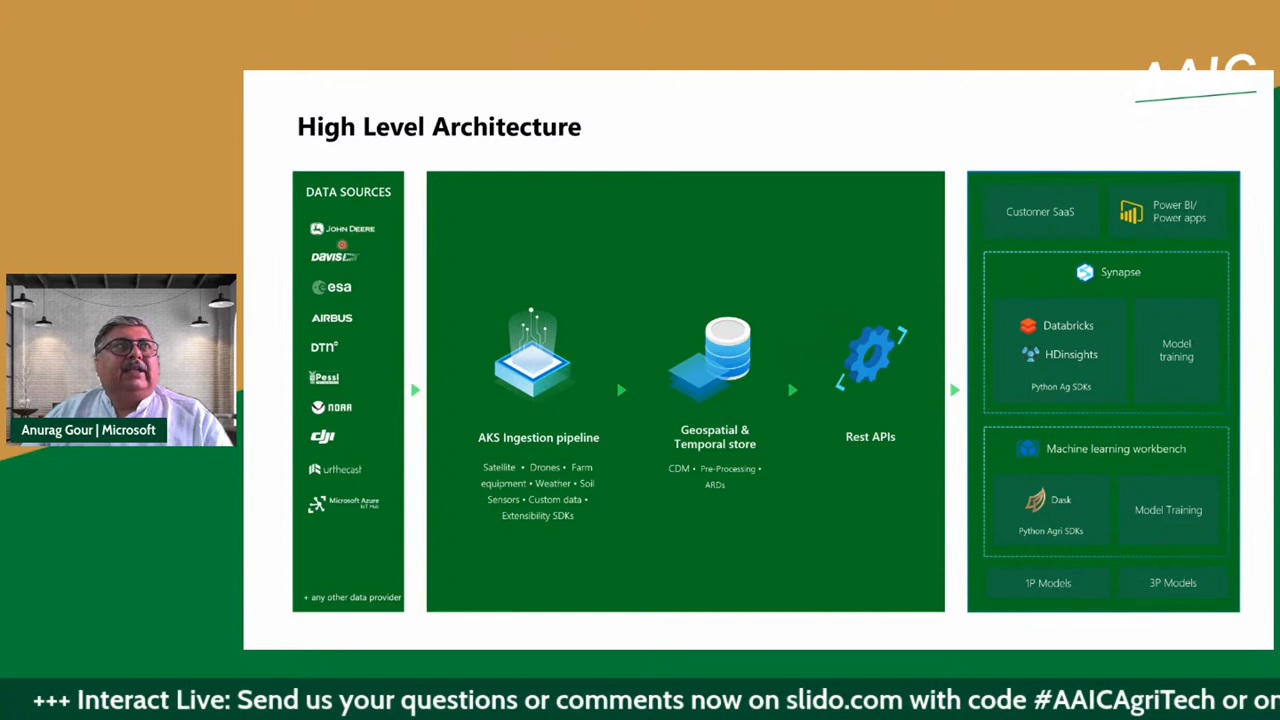 AAIC
High Level Architecture
DATA SOURCES
JOHN DEERE
DAVIS
esa
AIRBUS
DTN
Pessl
NOAA
dji
urthecast
Microsoft Azure
IoT Hub
+ any other data provider
AKS Ingestion pipeline
Satellite • Drones • Farm
equipment • Weather • Soil
Sensors • Custom data •
Extensibility SDKs
Geospatial &
Temporal store
CDM • Pre-Processing •
ARDs
Rest APIs
Customer SaaS
Power BI/
Power apps
Synapse
Databricks
HDinsights
Python Ag SDKs
Model
training
Machine learning workbench
Dask
Python Agri SDKs
Model Training
1P Models
3P Models
Anurag Gour | Microsoft
+++ Interact Live: Send us your questions or comments now on slido.com with code #AAICAgriTech or